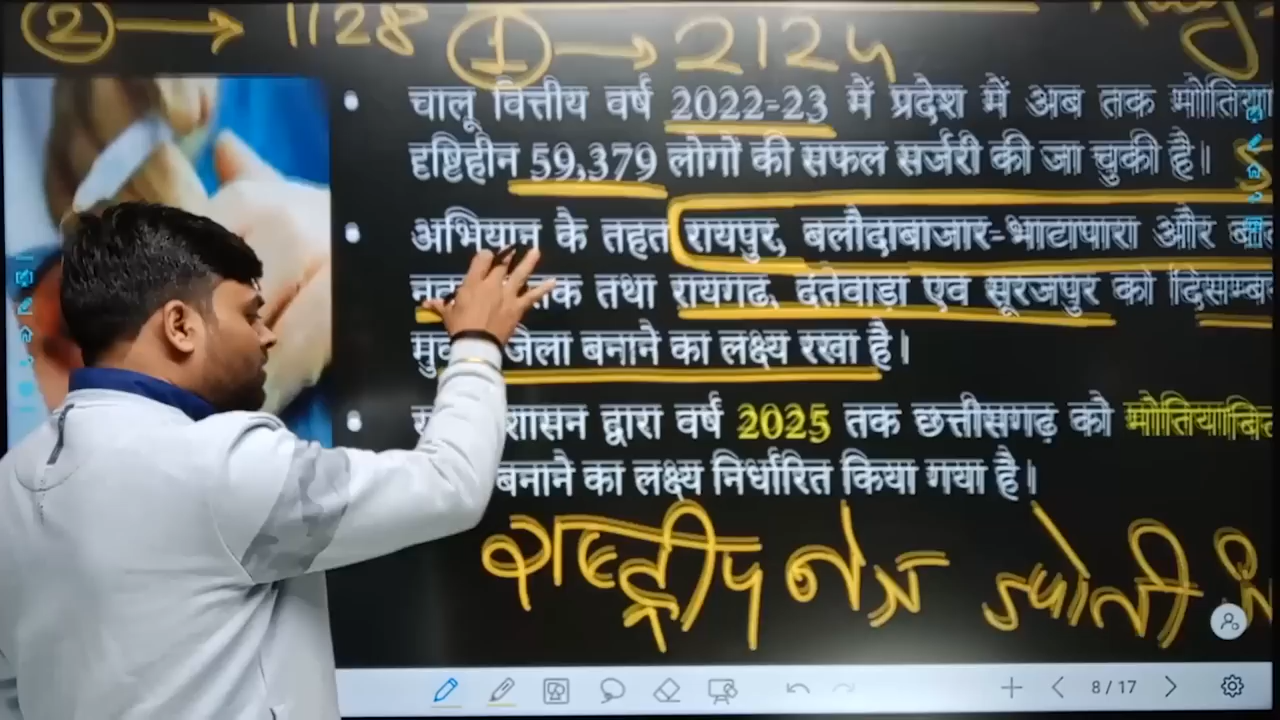 ② → 1128 ① → 2124
चालू वित्तीय वर्ष 2022-23 में प्रदेश में अब तक मोतिया
दृष्टिहीन 59,379 लोगों की सफल सर्जरी की जा चुकी है।
अभियान के तहत रायपुर, बलौदाबाजार-भाटापारा और
तक तथा रायगढ, दंतेवाड़ा एवं सूरजपुर को दिसम्ब
बनाने का लक्ष्य रखा है।
शासन द्वारा वर्ष 2025 तक छत्तीसगढ़ को मोतियाबि
बनाने का लक्ष्य निर्धारित किया गया है।
राष्ट्रीय नेत्र ज्योति
8 / 17